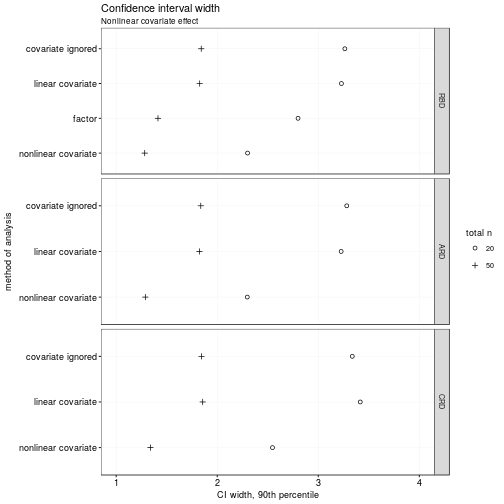 Confidence interval width
Nonlinear covariate effect
covariate ignored
linear covariate
factor
nonlinear covariate
RBD
covariate ignored
linear covariate
nonlinear covariate
ARD
covariate ignored
linear covariate
nonlinear covariate
CRD
method of analysis
total n
20
50
1 2 3 4
CI width, 90th percentile